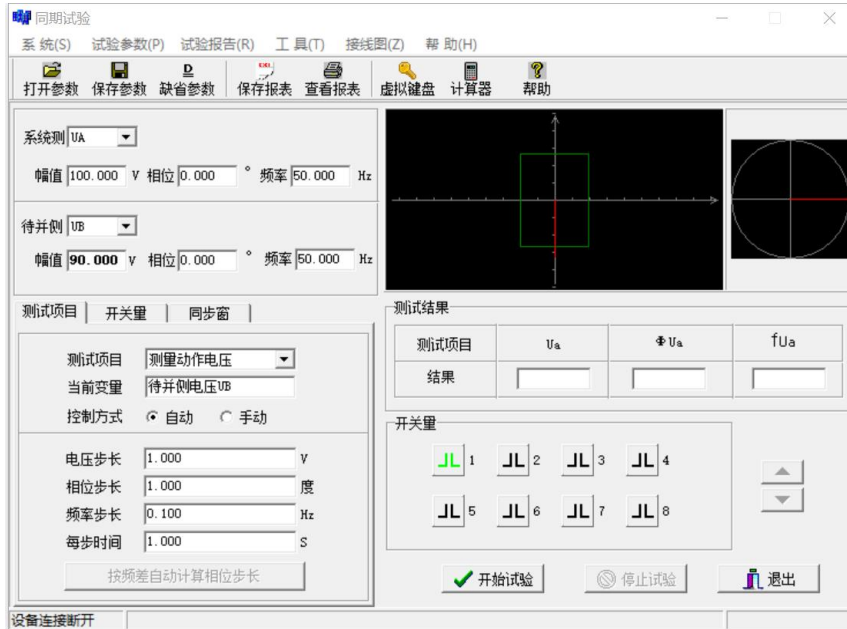 同期试验
系 统(S) 试验参数(P) 试验报告(R) 工 具(T) 接线图(Z) 帮 助(H)
打开参数 保存参数 缺省参数 保存报表 查看报表 虚拟键盘 计算器 帮助
系统测 UA
幅值 100.000 V 相位 0.000 ° 频率 50.000 Hz
待并侧 UB
幅值 90.000 V 相位 0.000 ° 频率 50.000 Hz
测试项目 开关量 同步窗
测试项目 测量动作电压
当前变量 待并侧电压UB
控制方式 自动 手动
电压步长 1.000 V
相位步长 1.000 度
频率步长 0.100 Hz
每步时间 1.000 S
按频差自动计算相位步长
测试结果
测试项目 Ua ΦUa fUa
结果
开关量
1 2 3 4
5 6 7 8
开始试验 停止试验 退出
设备连接断开